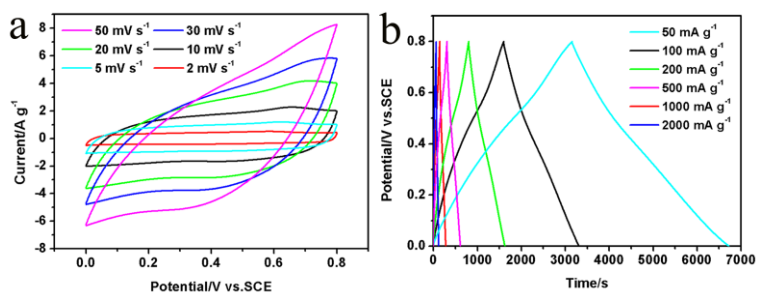 a
50 mV s⁻¹ 30 mV s⁻¹
20 mV s⁻¹ 10 mV s⁻¹
5 mV s⁻¹ 2 mV s⁻¹
Current/A g⁻¹
8
6
4
2
0
-2
-4
-6
-8
0.0 0.2 0.4 0.6 0.8
Potential/V vs.SCE
b
50 mA g⁻¹
100 mA g⁻¹
200 mA g⁻¹
500 mA g⁻¹
1000 mA g⁻¹
2000 mA g⁻¹
Potential/V vs.SCE
0.8
0.6
0.4
0.2
0.0
0 1000 2000 3000 4000 5000 6000 7000
Time/s